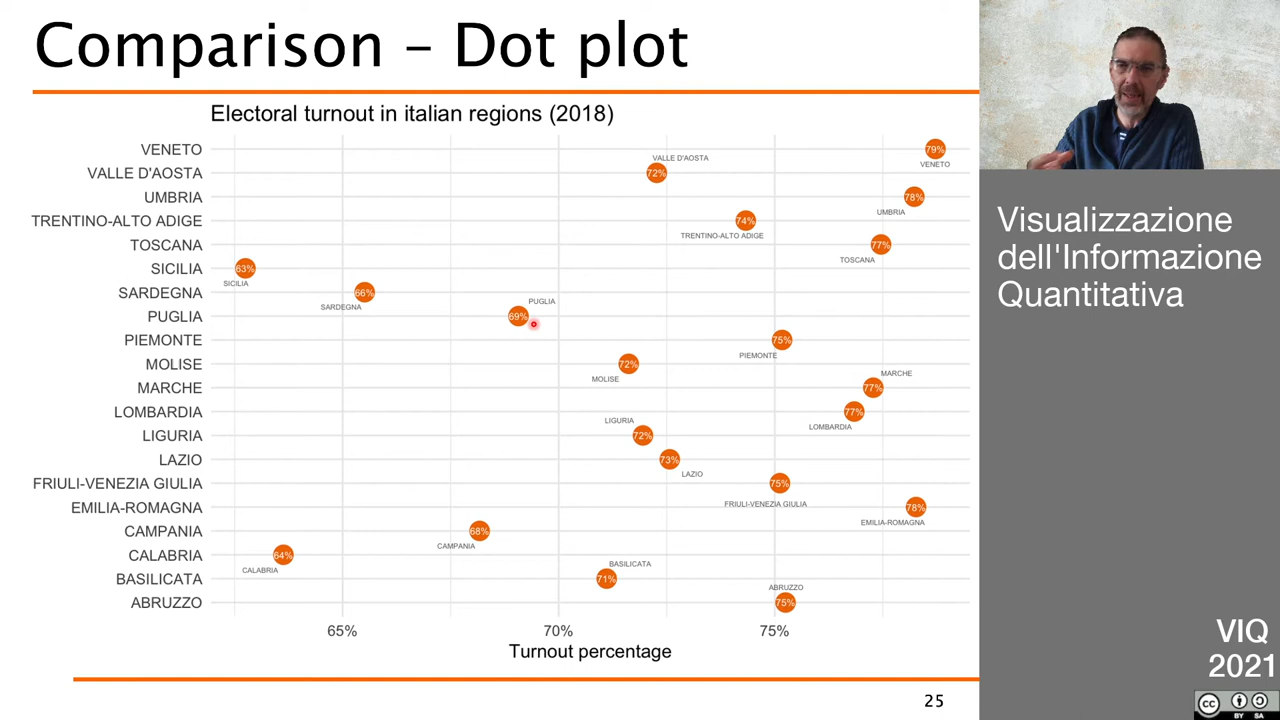 Comparison – Dot plot
Electoral turnout in italian regions (2018)
VENETO
79%
VENETO
VALLE D'AOSTA
VALLE D'AOSTA
72%
UMBRIA
78%
UMBRIA
TRENTINO-ALTO ADIGE
74%
TRENTINO-ALTO ADIGE
TOSCANA
77%
TOSCANA
SICILIA
63%
SICILIA
SARDEGNA
66%
SARDEGNA
PUGLIA
PUGLIA
69%
PIEMONTE
75%
PIEMONTE
MOLISE
72%
MOLISE
MARCHE
MARCHE
77%
LOMBARDIA
77%
LOMBARDIA
LIGURIA
LIGURIA
72%
LAZIO
73%
LAZIO
FRIULI-VENEZIA GIULIA
75%
FRIULI-VENEZIA GIULIA
EMILIA-ROMAGNA
78%
EMILIA-ROMAGNA
CAMPANIA
68%
CAMPANIA
CALABRIA
64%
CALABRIA
BASILICATA
BASILICATA
71%
ABRUZZO
ABRUZZO
75%
65% 70% 75%
Turnout percentage
25
Visualizzazione
dell'Informazione
Quantitativa
VIQ
2021
CC BY SA